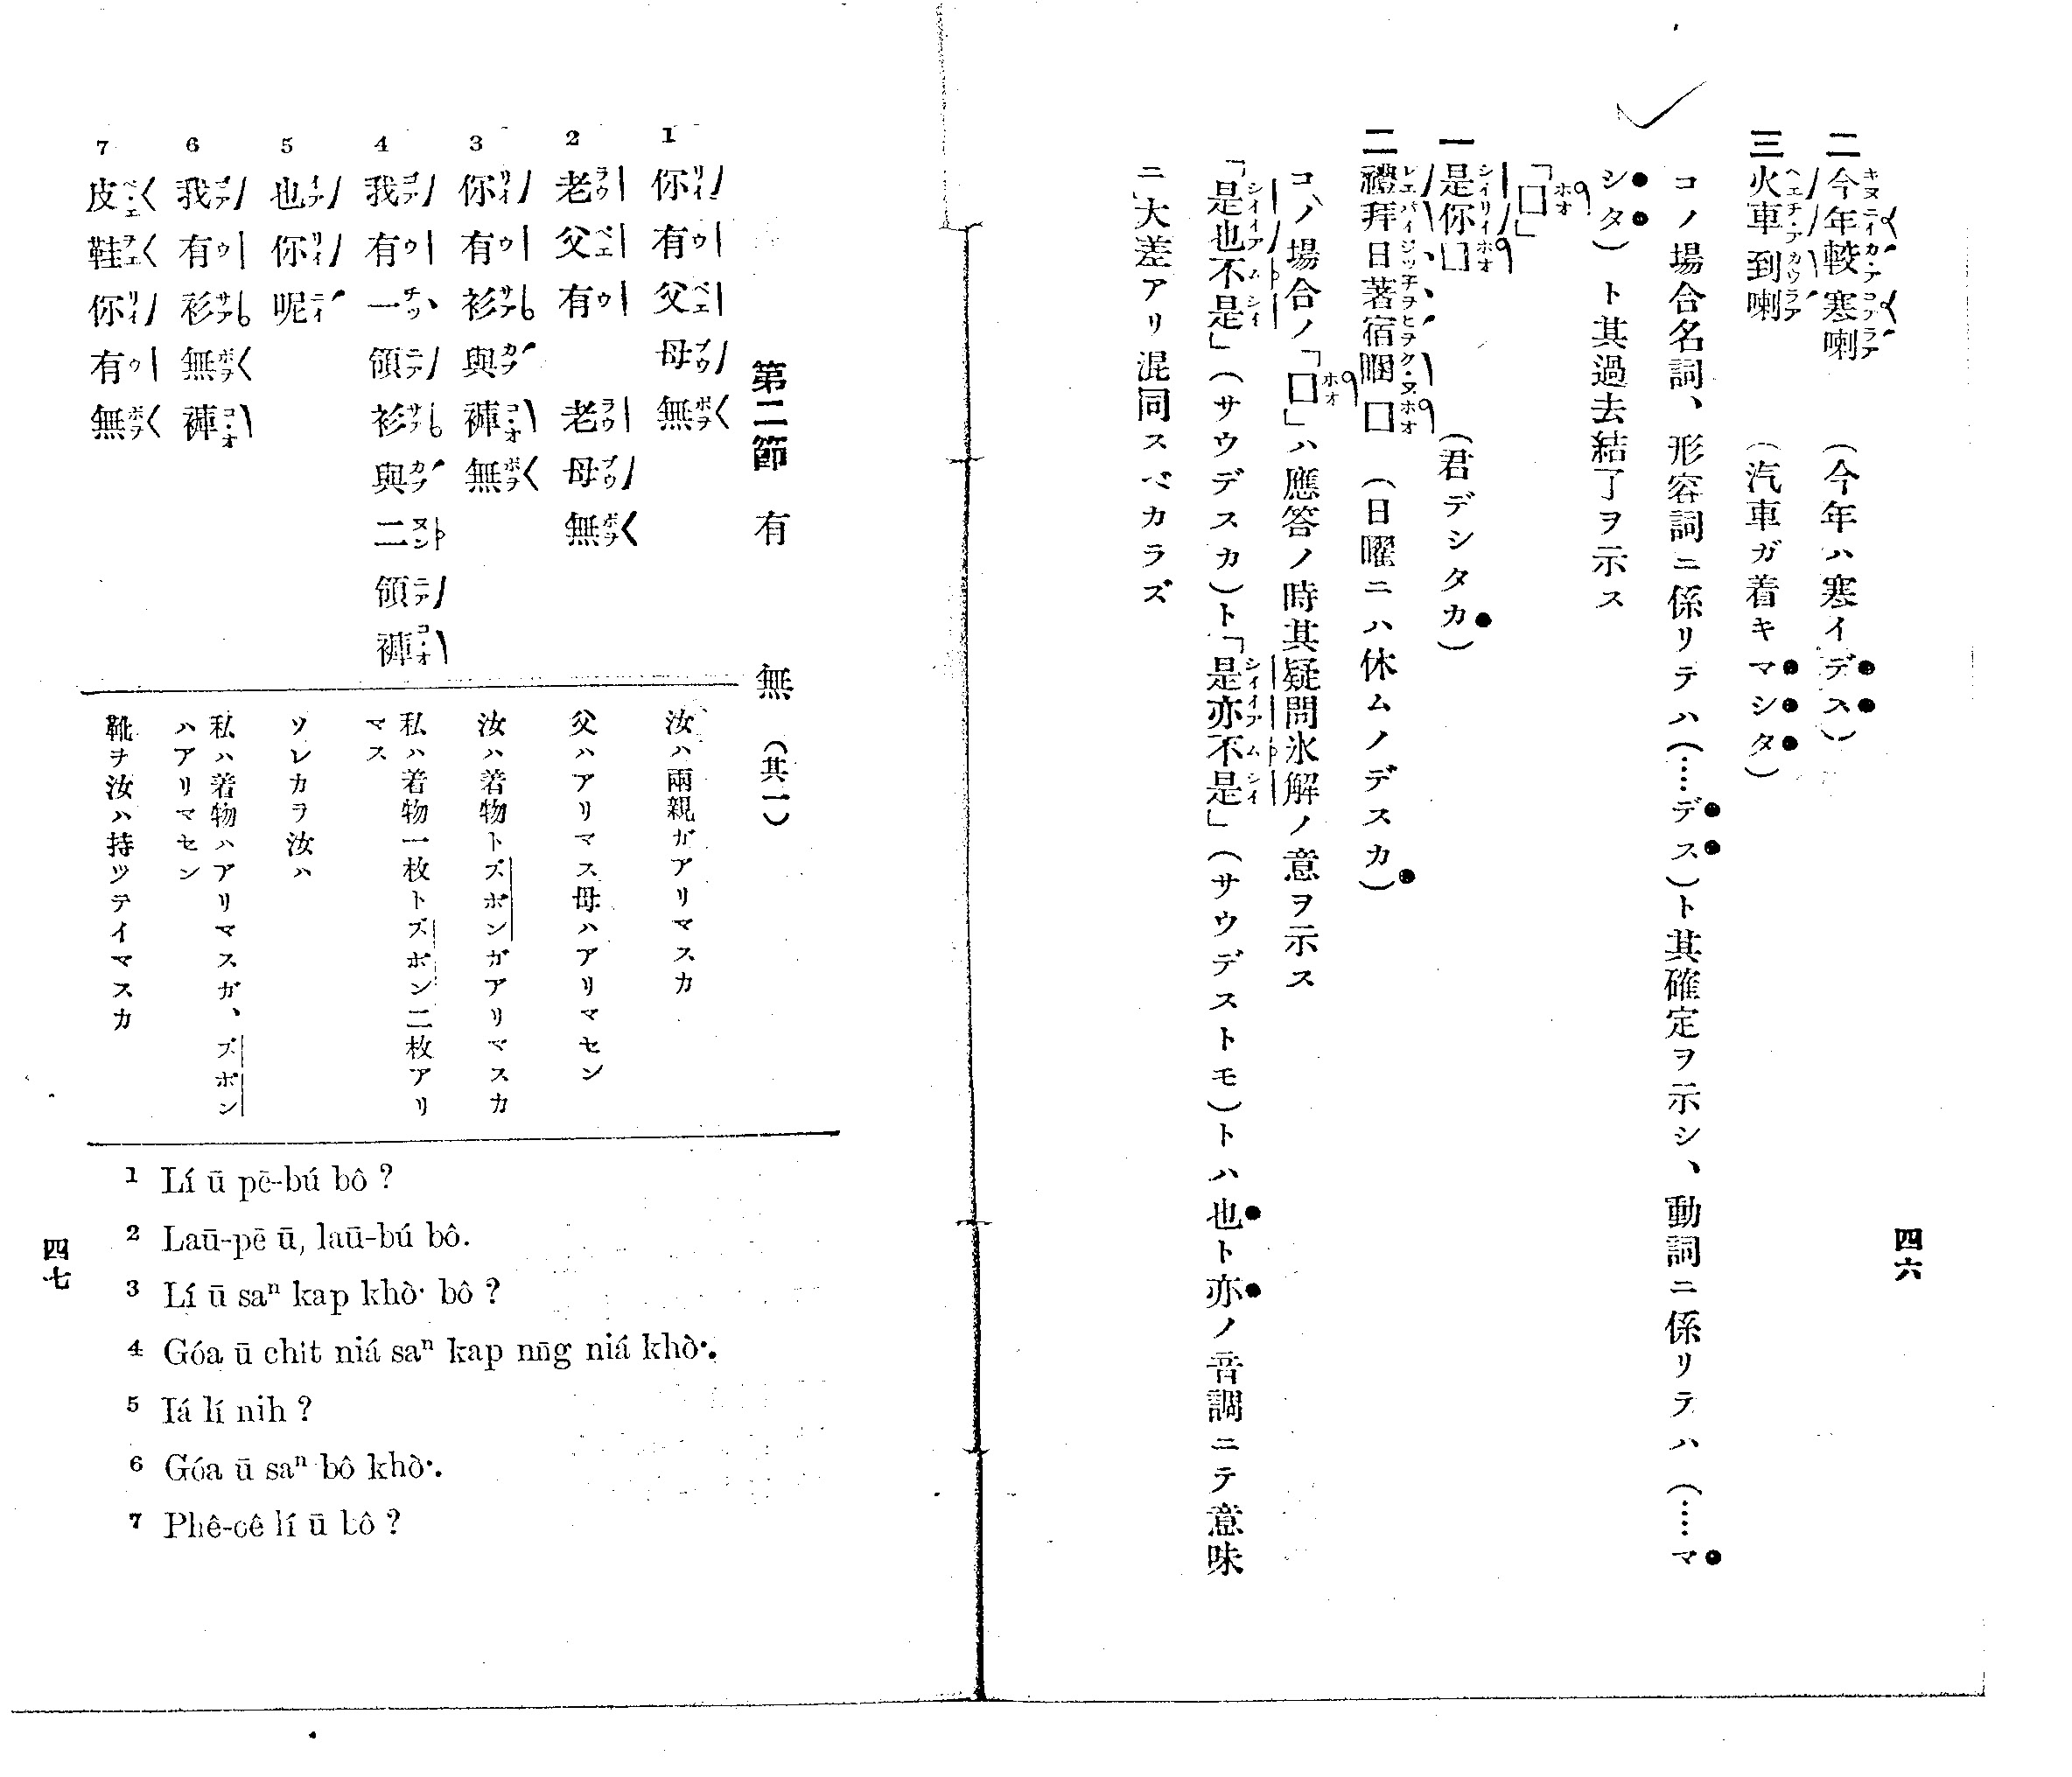 二 今年較寒喇 (今年ハ寒イデス)
三 火車到喇 (汽車ガ着キマシタ)
コノ場合名詞、形容詞ニ係リテハ(……デス)ト其確定ヲ示シ、動詞ニ係リテハ(……マ
シタ)ト其過去結了ヲ示ス
「口」ホオ
一 是你口 (君デシタカ)
二 禮拜日著宿睏口 (日曜ニハ休ムノデスカ)
コノ場合ノ「口」ハ應答ノ時其疑問氷解ノ意ヲ示ス
「是也不是」(サウデスカ)ト「是亦不是」(サウデストモ)トハ也ト亦ノ音調ニテ意味
ニ大差アリ混同スベカラズ
四六
第二節 有 無 (其一)
1 你有父母無
2 老父有 老母無
3 你有衫與褲無
4 我有一領衫與二領褲
5 也你呢
6 我有衫無褲
7 皮鞋你有無
汝ハ兩親ガアリマスカ
父ハアリマス母ハアリマセン
汝ハ着物トズボンガアリマスカ
私ハ着物一枚トズボン二枚アリ
マス
ソレカラ汝ハ
私ハ着物ハアリマスガ、ズボン
ハアリマセン
靴ヲ汝ハ持ツテイマスカ
1 Lí ū pē-bú bô ?
2 Laū-pē ū, laū-bú bô.
3 Lí ū saⁿ kap khò· bô ?
4 Góa ū chit niá saⁿ kap nn̄g niá khò·.
5 Iá lí nih ?
6 Góa ū saⁿ bô khò·.
7 Phê-oê lí ū bô ?
四七